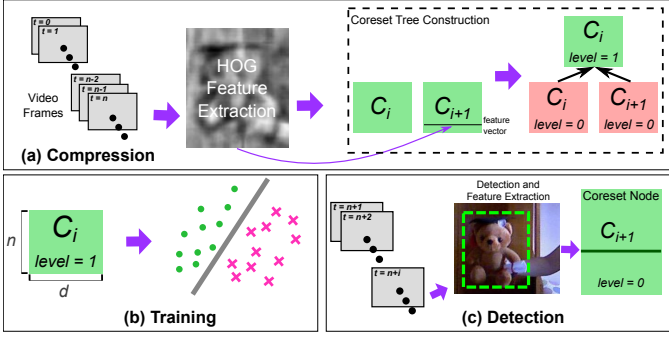 t = 0
t = 1
t = n-2
t = n-1
t = n
Video
Frames
HOG
Feature
Extraction
Coreset Tree Construction
C_i
C_{i+1}
feature
vector
C_i
level = 1
C_i
level = 0
C_{i+1}
level = 0
(a) Compression
n
C_i
level = 1
d
(b) Training
t = n+1
t = n+2
t = n+i
Detection and
Feature Extraction
Coreset Node
C_{i+1}
level = 0
(c) Detection